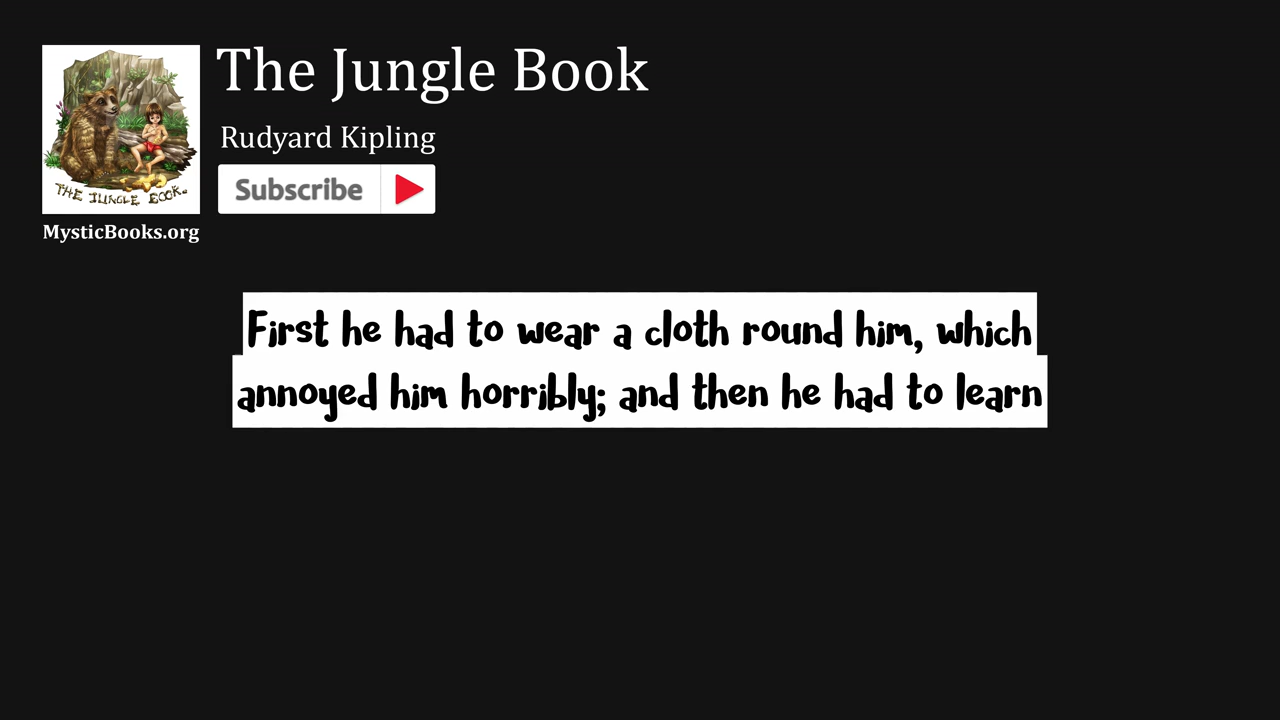 The Jungle Book
Rudyard Kipling
Subscribe
THE JUNGLE BOOK.
MysticBooks.org
First he had to wear a cloth round him, which
annoyed him horribly; and then he had to learn